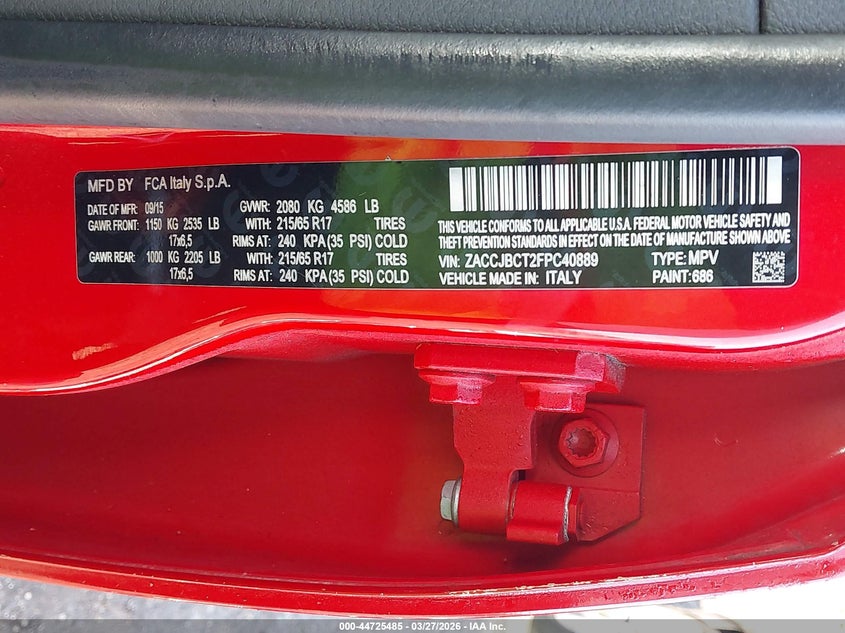 MFD BY FCA Italy S.p.A.
DATE OF MFR 09/15 GVWR: 2080 KG 4586 LB
GAWR FRONT: 1150 KG 2535 LB WITH: 215/65 R17 TIRES
17x6,5 RIMS AT: 240 KPA(35 PSI) COLD
GAWR REAR: 1000 KG 2205 LB WITH: 215/65 R17 TIRES
17x6,5 RIMS AT: 240 KPA(35 PSI) COLD
THIS VEHICLE CONFORMS TO ALL APPLICABLE U.S.A. FEDERAL MOTOR VEHICLE SAFETY AND
THEFT PREVENTION STANDARDS IN EFFECT ON THE DATE OF MANUFACTURE SHOWN ABOVE
VIN: ZACCJBCT2FPC40889 TYPE: MPV
VEHICLE MADE IN: ITALY PAINT: 686
000-44725485 - 03/27/2026 - IAA, Inc.